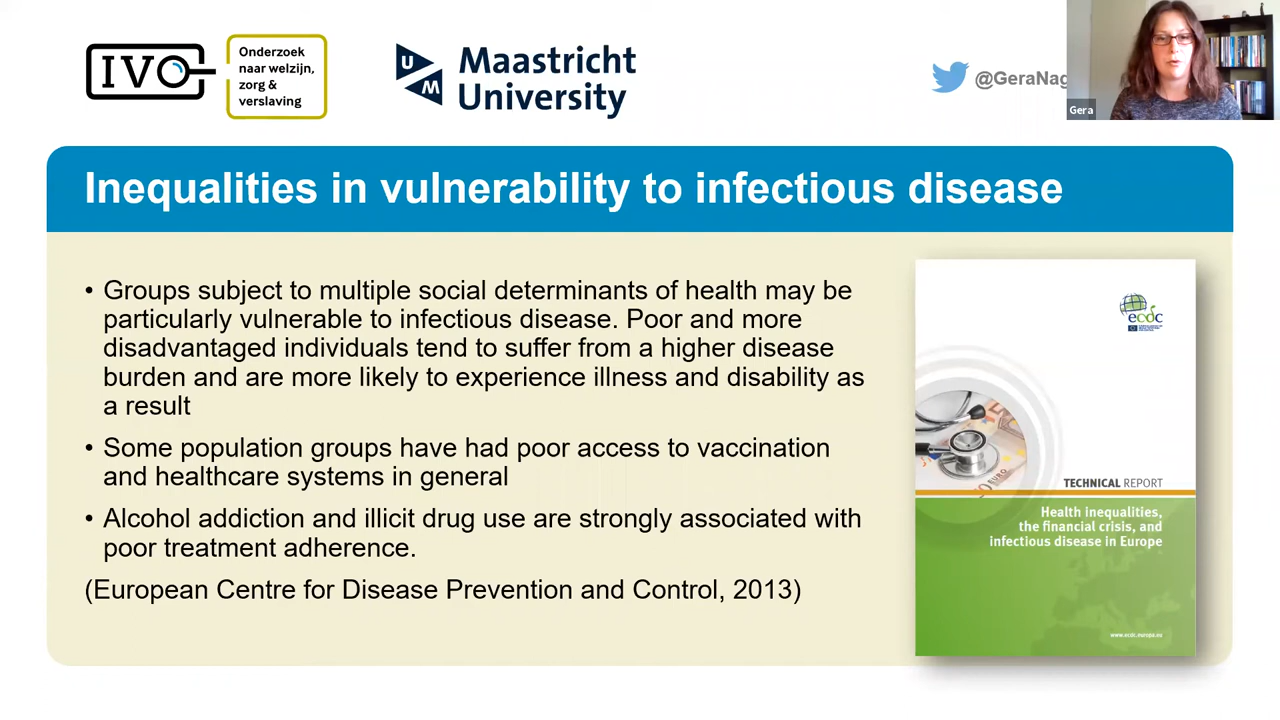 IVO
Onderzoek
naar welzijn,
zorg &
verslaving
U
M
Maastricht
University
@GeraNag
Gera
Inequalities in vulnerability to infectious disease
• Groups subject to multiple social determinants of health may be
particularly vulnerable to infectious disease. Poor and more
disadvantaged individuals tend to suffer from a higher disease
burden and are more likely to experience illness and disability as
a result
• Some population groups have had poor access to vaccination
and healthcare systems in general
• Alcohol addiction and illicit drug use are strongly associated with
poor treatment adherence.
(European Centre for Disease Prevention and Control, 2013)
ecdc
TECHNICAL REPORT
Health inequalities,
the financial crisis, and
infectious disease in Europe
www.ecdc.europa.eu